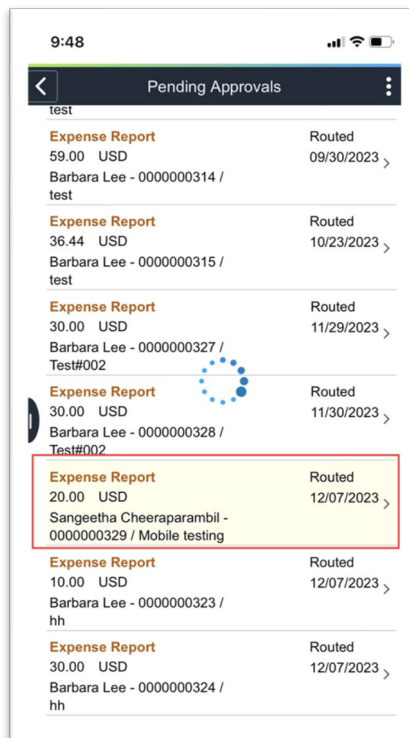 9:48
Pending Approvals
test
Expense Report Routed
59.00 USD 09/30/2023
Barbara Lee - 0000000314 /
test
Expense Report Routed
36.44 USD 10/23/2023
Barbara Lee - 0000000315 /
test
Expense Report Routed
30.00 USD 11/29/2023
Barbara Lee - 0000000327 /
Test#002
Expense Report Routed
30.00 USD 11/30/2023
Barbara Lee - 0000000328 /
Test#002
Expense Report Routed
20.00 USD 12/07/2023
Sangeetha Cheeraparambil -
0000000329 / Mobile testing
Expense Report Routed
10.00 USD 12/07/2023
Barbara Lee - 0000000323 /
hh
Expense Report Routed
30.00 USD 12/07/2023
Barbara Lee - 0000000324 /
hh